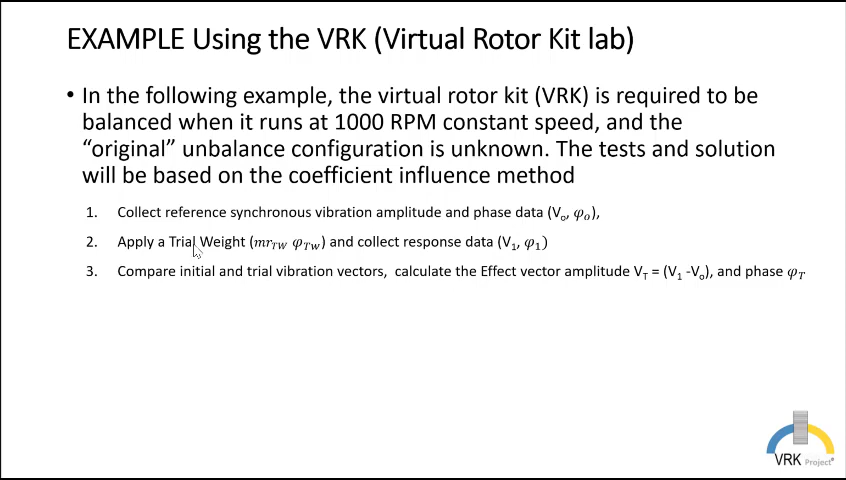 EXAMPLE Using the VRK (Virtual Rotor Kit lab)
• In the following example, the virtual rotor kit (VRK) is required to be
balanced when it runs at 1000 RPM constant speed, and the
“original” unbalance configuration is unknown. The tests and solution
will be based on the coefficient influence method
1. Collect reference synchronous vibration amplitude and phase data (Vₒ, 𝜑ₒ),
2. Apply a Trial Weight (𝑚𝑟_TW 𝜑_TW) and collect response data (V₁, 𝜑₁)
3. Compare initial and trial vibration vectors, calculate the Effect vector amplitude V_T = (V₁ -Vₒ), and phase 𝜑_T
VRK Project®